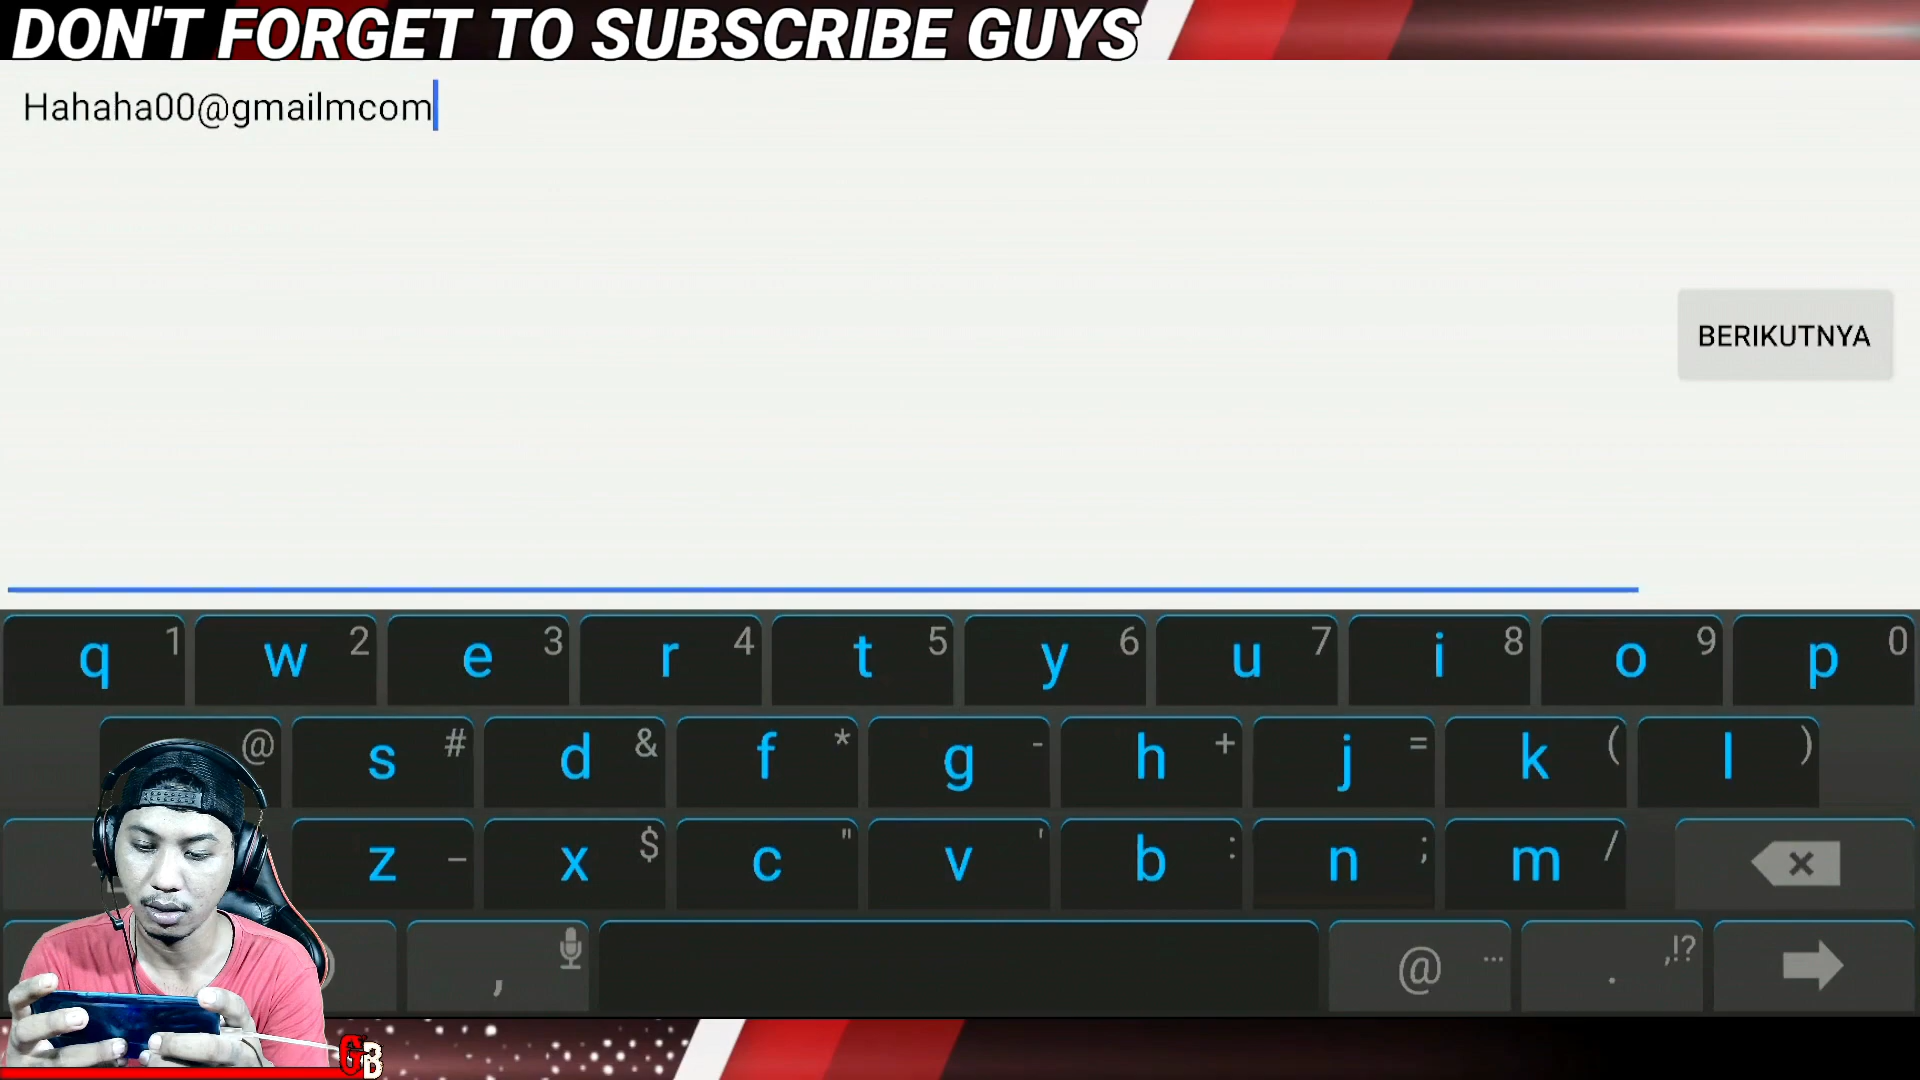 DON'T FORGET TO SUBSCRIBE GUYS
Hahaha00@gmailmcom
BERIKUTNYA
q 1 w 2 e 3 r 4 t 5 y 6 u 7 i 8 o 9 p 0
@ s # d & f * g - h + j = k ( l )
z _ x $ c " v ' b : n ; m /
, @ ... . ,!?
GB